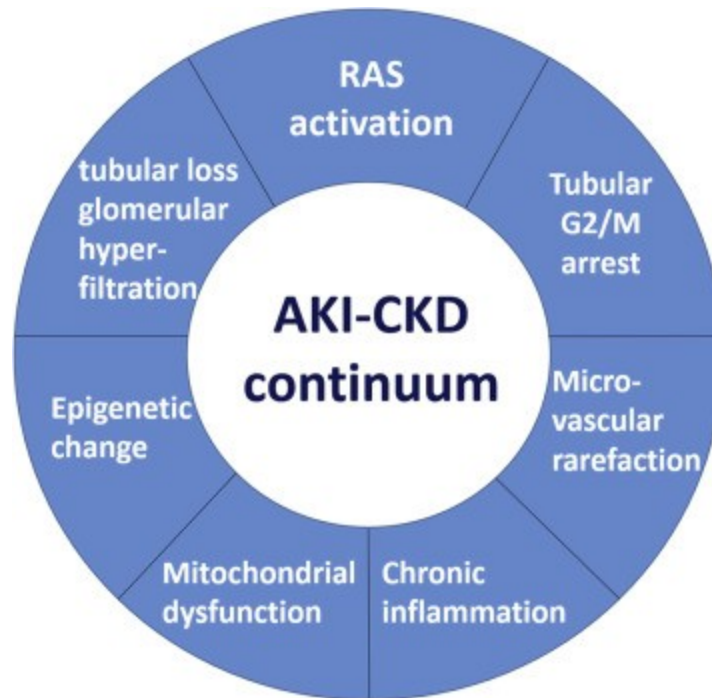 RAS
activation
Tubular
G2/M
arrest
Micro-
vascular
rarefaction
Chronic
inflammation
Mitochondrial
dysfunction
Epigenetic
change
tubular loss
glomerular
hyper-
filtration
AKI-CKD
continuum